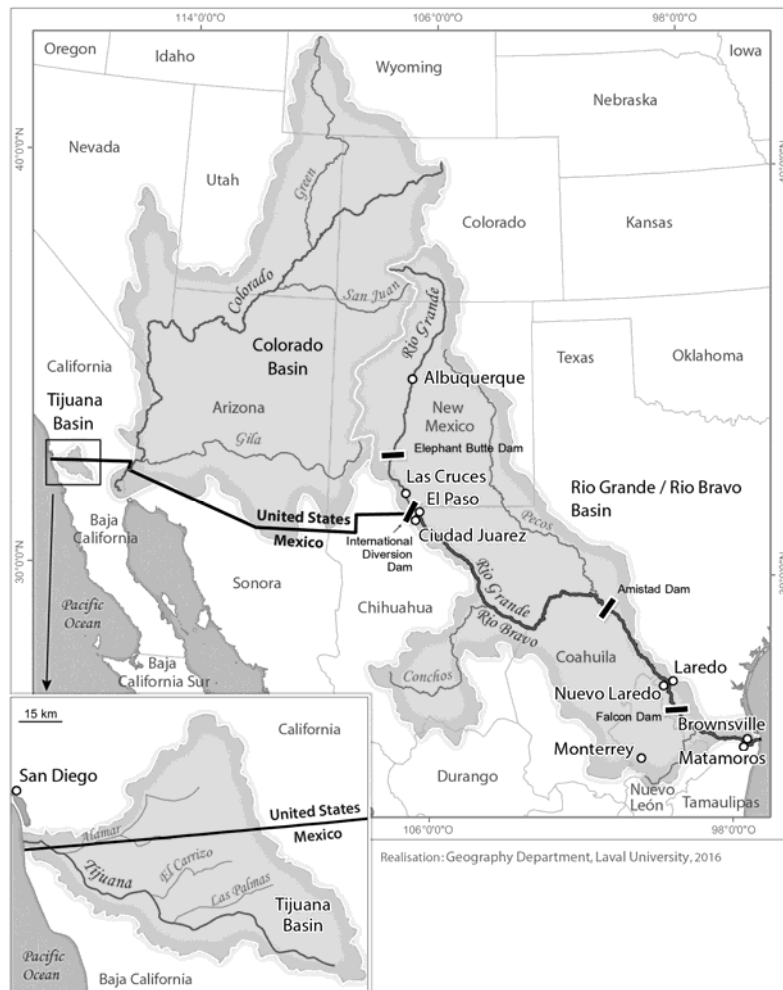 114°0'0"O
106°0'0"O
98°0'0"O
Oregon
Idaho
Wyoming
Iowa
Nebraska
40°0'0"N
Nevada
Utah
Green
Colorado
Kansas
Colorado
San Juan
Rio Grande
Colorado
Basin
Texas
Oklahoma
California
Albuquerque
Tijuana
Basin
Arizona
New
Mexico
Gila
Elephant Butte Dam
Las Cruces
El Paso
Rio Grande / Rio Bravo
Basin
United States
Mexico
Ciudad Juarez
Pecos
Baja
California
International
Diversion
Dam
30°0'0"N
Sonora
Chihuahua
Rio Grande
Amistad Dam
Pacific
Ocean
Rio Bravo
Coahuila
Baja
California Sur
Conchos
Laredo
Nuevo Laredo
Falcon Dam
Brownsville
15 km
California
Monterrey
Matamoros
Durango
Nuevo
León
Tamaulipas
San Diego
United States
Mexico
106°0'0"O
98°0'0"O
Alamar
Realisation: Geography Department, Laval University, 2016
Tijuana
El Carrizo
Las Palmas
Tijuana
Basin
Pacific
Ocean
Baja California